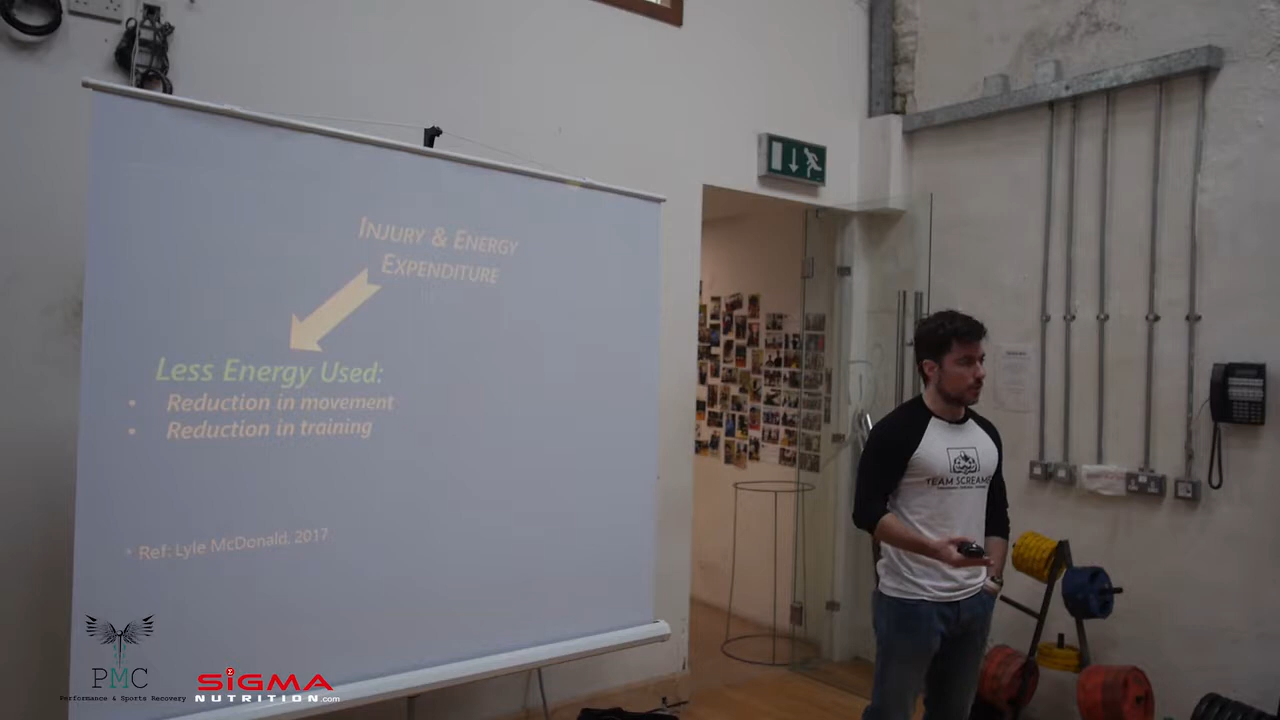 INJURY & ENERGY
EXPENDITURE
Less Energy Used:
• Reduction in movement
• Reduction in training
• Ref: Lyle McDonald. 2017
TEAM SCREAM
PMC
Performance & Sports Recovery
SIGMA
NUTRITION.com